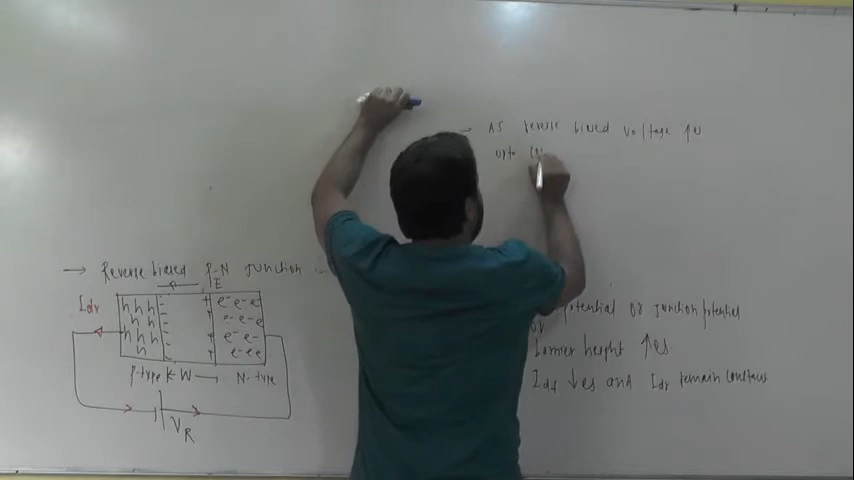 → AS reverse biased Voltage ↑es
upto
→ Reverse biased P-N Junction :-
E
Idr
h h h - + e- e- e-
h h - e- e- e-
h h h - + e- e-
h - + e- e e
P-type K-W→ N-type
VR
potential or junction potential
or
barrier height ↑es
Idf ↓es and Idr remain constant